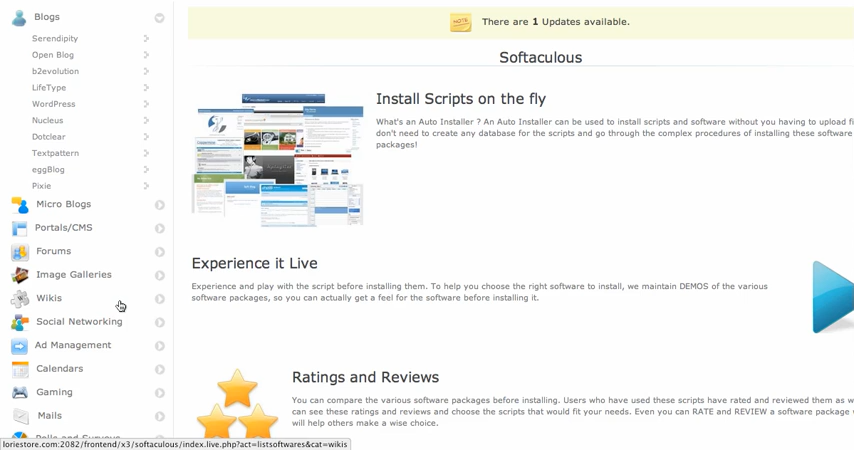 Blogs
Serendipity
Open Blog
b2evolution
LifeType
WordPress
Nucleus
Dotclear
Textpattern
eggBlog
Pixie
Micro Blogs
Portals/CMS
Forums
Image Galleries
Wikis
Social Networking
Ad Management
Calendars
Gaming
Mails
Polls and Surveys
loriestore.com:2082/frontend/x3/softaculous/index.live.php?act=listsoftwares&cat=wikis
NOTE
There are 1 Updates available.
Softaculous
Install Scripts on the fly
What's an Auto Installer ? An Auto Installer can be used to install scripts and software without you having to upload fi
don't need to create any database for the scripts and go through the complex procedures of installing these software
packages!
Experience it Live
Experience and play with the script before installing them. To help you choose the right software to install, we maintain DEMOS of the various
software packages, so you can actually get a feel for the software before installing it.
Ratings and Reviews
You can compare the various software packages before installing. Users who have used these scripts have rated and reviewed them as w
can see these ratings and reviews and choose the scripts that would fit your needs. Even you can RATE and REVIEW a software package
will help others make a wise choice.